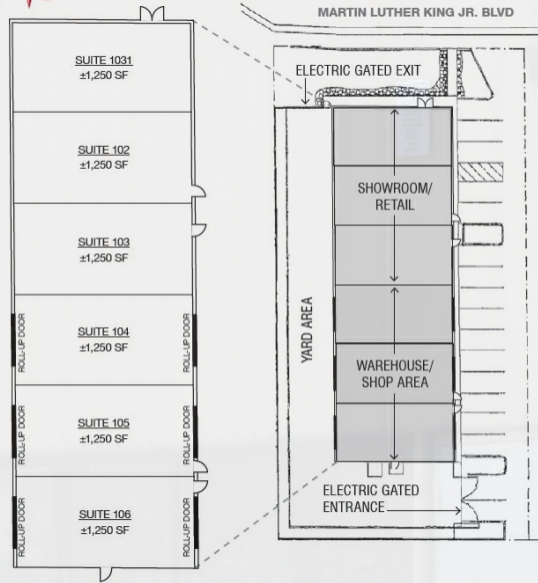 MARTIN LUTHER KING JR. BLVD
SUITE 1031
±1,250 SF
SUITE 102
±1,250 SF
SUITE 103
±1,250 SF
ROLL-UP DOOR
SUITE 104
±1,250 SF
ROLL-UP DOOR
ROLL-UP DOOR
SUITE 105
±1,250 SF
ROLL-UP DOOR
ROLL-UP DOOR
SUITE 106
±1,250 SF
ROLL-UP DOOR
ELECTRIC GATED EXIT
SHOWROOM/
RETAIL
YARD AREA
WAREHOUSE/
SHOP AREA
ELECTRIC GATED
ENTRANCE